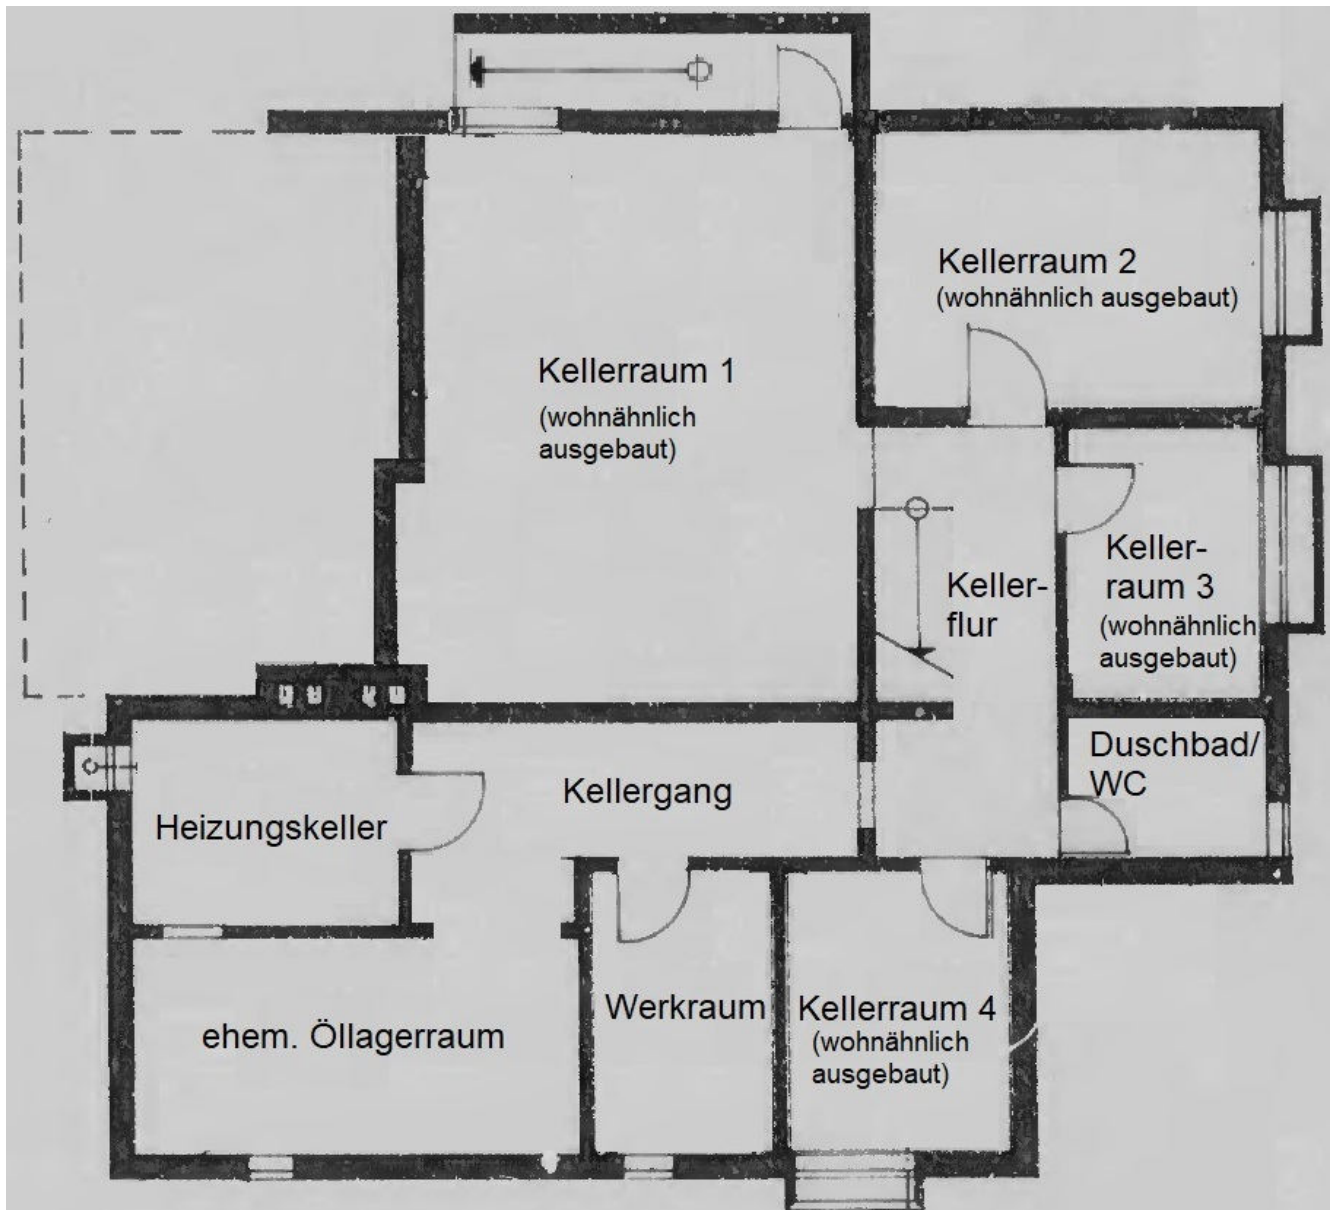 Kellerraum 2
(wohnähnlich ausgebaut)
Kellerraum 1
(wohnähnlich
ausgebaut)
Keller-
raum 3
(wohnähnlich
ausgebaut)
Keller-
flur
Duschbad/
WC
Kellergang
Heizungskeller
ehem. Öllagerraum
Werkraum
Kellerraum 4
(wohnähnlich
ausgebaut)